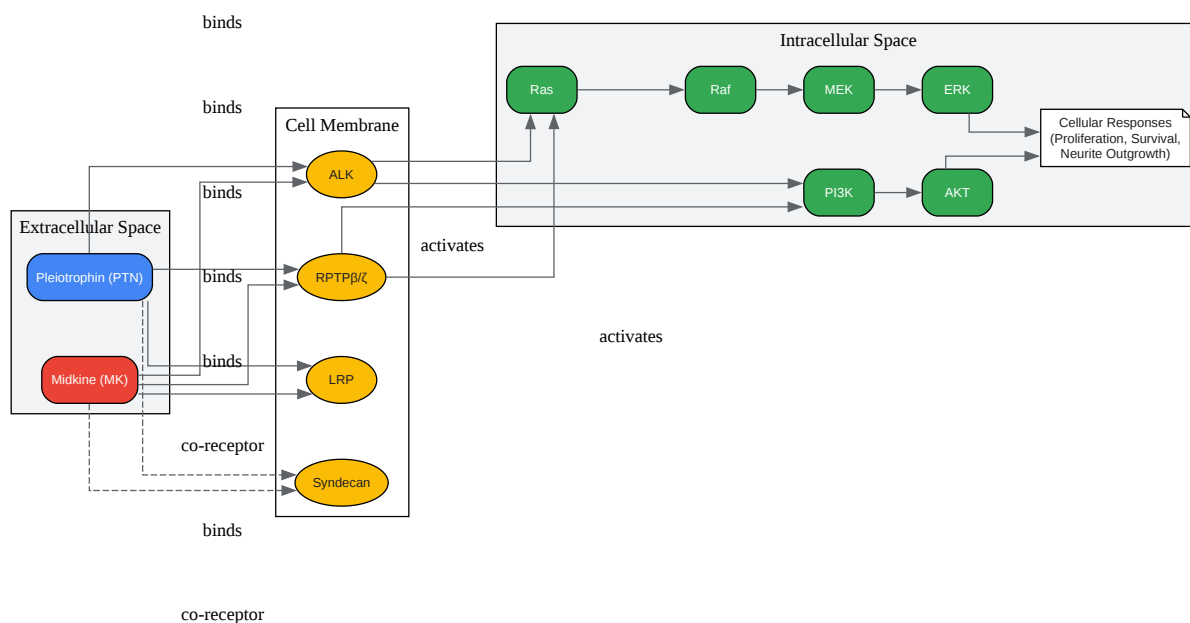 binds
Intracellular Space
Ras
Raf
MEK
ERK
binds
Cell Membrane
Cellular Responses
(Proliferation, Survival,
Neurite Outgrowth)
ALK
binds
PI3K
AKT
Extracellular Space
activates
Pleiotrophin (PTN)
binds
RPTPβ/ζ
activates
binds
Midkine (MK)
LRP
co-receptor
Syndecan
binds
co-receptor